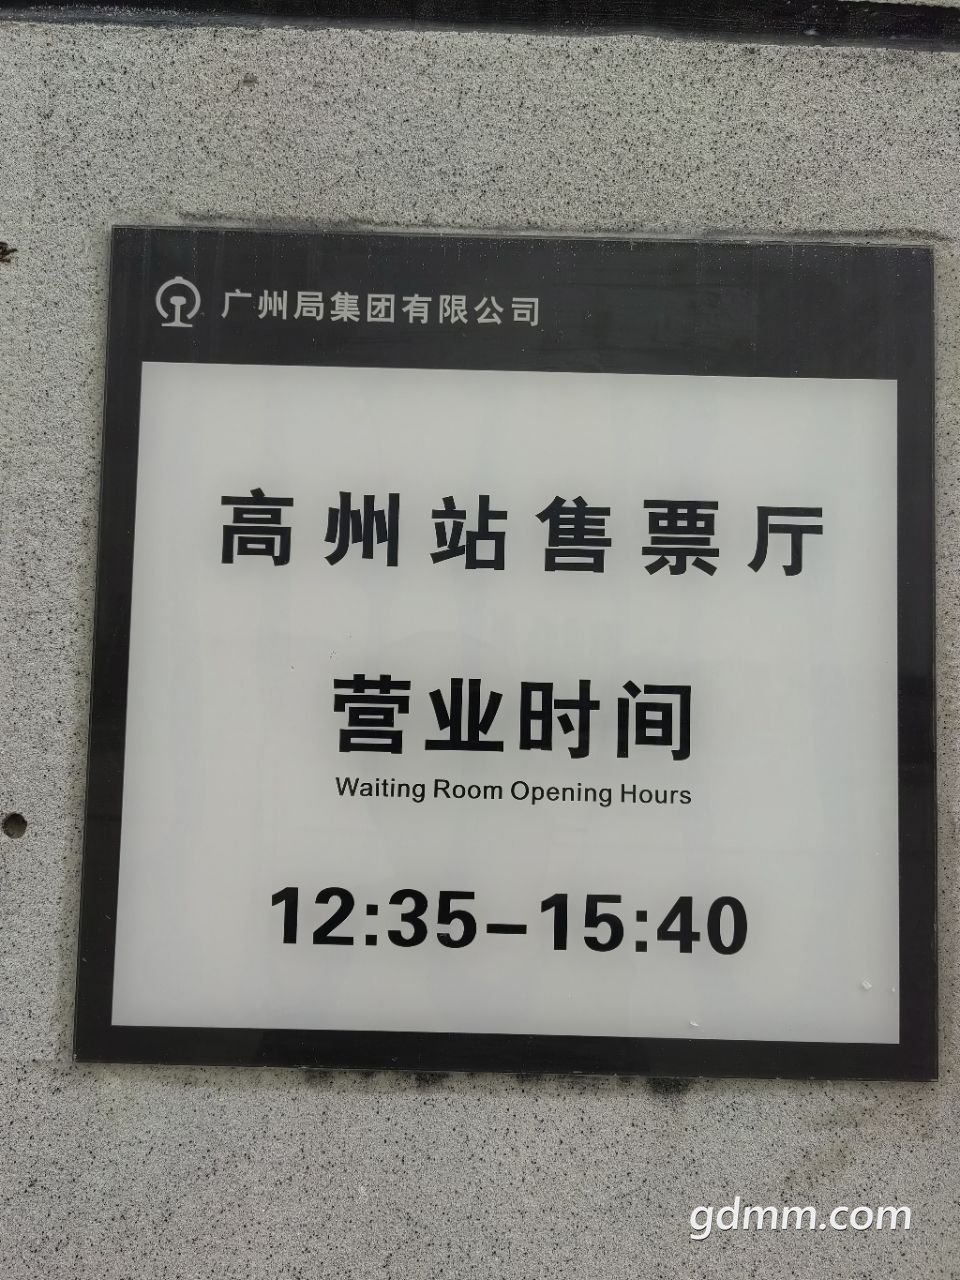 广州局集团有限公司
高州站售票厅
营业时间
Waiting Room Opening Hours
12:35-15:40
gdmm.com